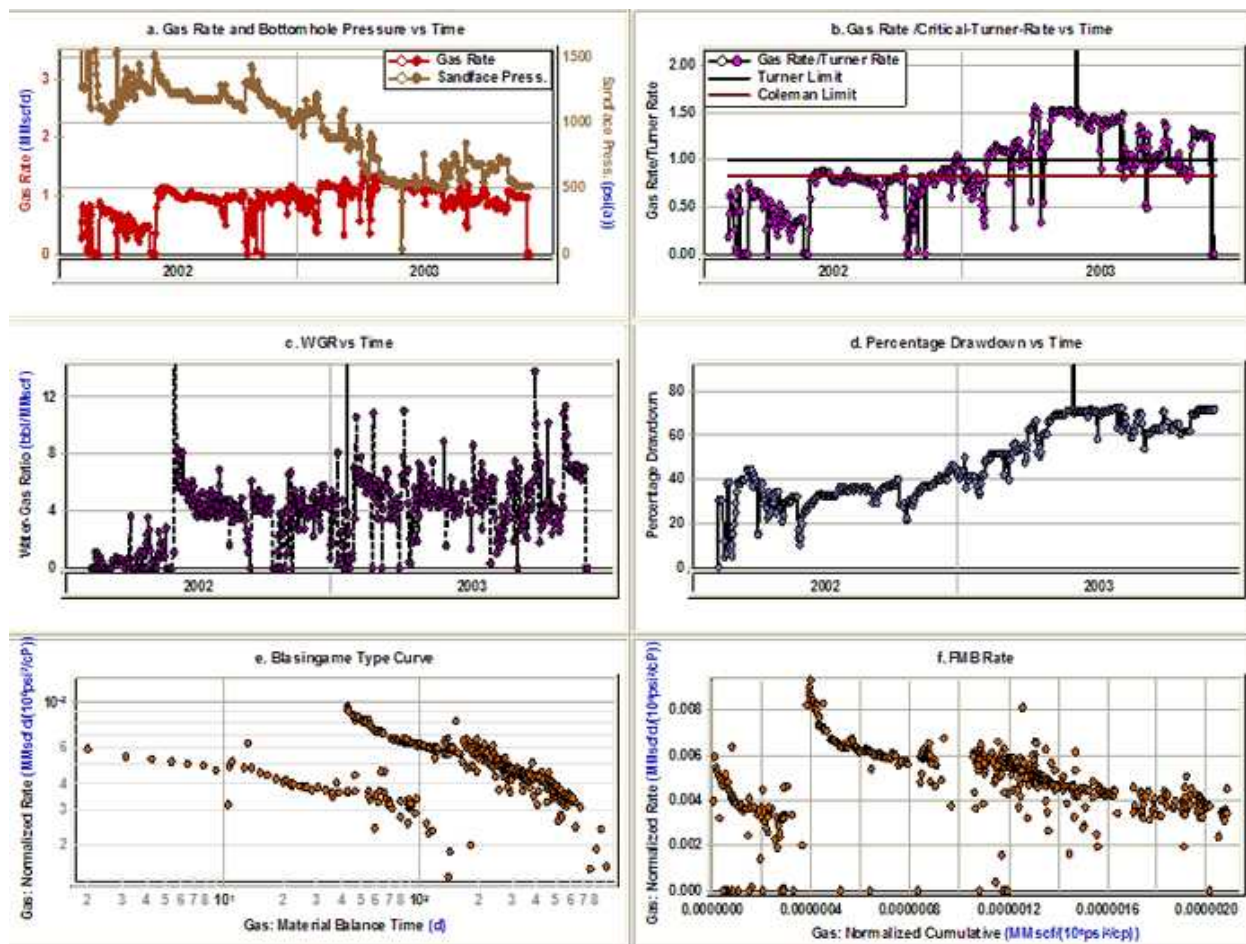 a. Gas Rate and Bottomhole Pressure vs Time
Gas Rate
Sandface Press.
Gas Rate (MMscfd)
3
2
1
0
1500
1000
500
0
Sandface Press. (psi(a))
2002
2003
b. Gas Rate /Critical-Turner-Rate vs Time
Gas Rate/Turner Rate
Turner Limit
Coleman Limit
Gas Rate/Turner Rate
2.00
1.50
1.00
0.50
0.00
2002
2003
c. WGR vs Time
Water-Gas Ratio (bbl/MMscf)
12
8
4
0
2002
2003
d. Percentage Drawdown vs Time
Percentage Drawdown
80
60
40
20
0
2002
2003
e. Blasingame Type Curve
Gas: Normalized Rate (MMscfd/(10⁶psi²/cP))
10⁻²
6
4
3
2
2 3 4 5 6 7 8 10¹ 2 3 4 5 6 7 8 10² 2 3 4 5 6 7 8
Gas: Material Balance Time (d)
f. FMB Rate
Gas: Normalized Rate (MMscfd/(10⁶psi²/cP))
0.008
0.006
0.004
0.002
0.000
0.0000000 0.0000004 0.0000008 0.0000012 0.0000016 0.0000020
Gas: Normalized Cumulative (MMscf/(10⁶psi²/cp))